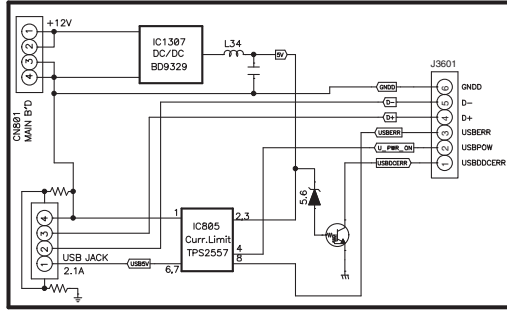 +12V
1
2
3
4
CN801
MAIN B'D
IC1307
DC/DC
BD9329
L34
5V
J3601
6 GNDD
5 D-
4 D+
3 USBERR
2 USBPOW
1 USBDDCERR
GNDD
D-
D+
USBERR
U_PWR_ON
USBDCERR
5.6
4
3
2
1
USB JACK
2.1A
USB5V
1
6,7
IC805
Curr.Limit
TPS2557
2,3
4
8